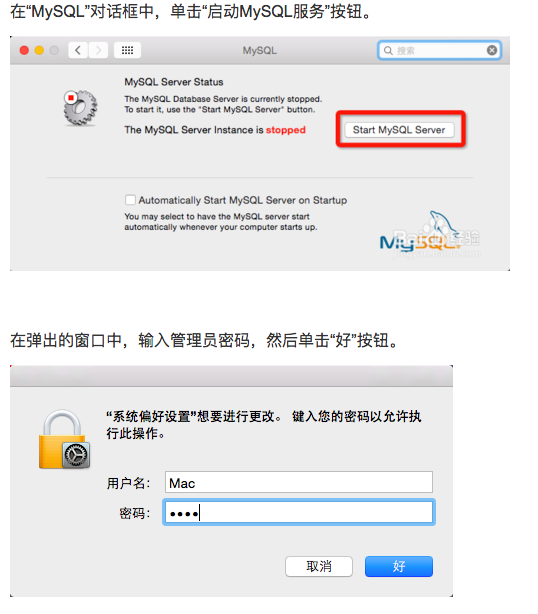 在“MySQL”对话框中，单击“启动MySQL服务”按钮。
MySQL
搜索
MySQL Server Status
The MySQL Database Server is currently stopped.
To start it, use the "Start MySQL Server" button.
The MySQL Server Instance is stopped
Start MySQL Server
Automatically Start MySQL Server on Startup
You may select to have the MySQL server start
automatically whenever your computer starts up.
MySQL
在弹出的窗口中，输入管理员密码，然后单击“好”按钮。
“系统偏好设置”想要进行更改。 键入您的密码以允许执
行此操作。
用户名：
Mac
密码：
取消
好